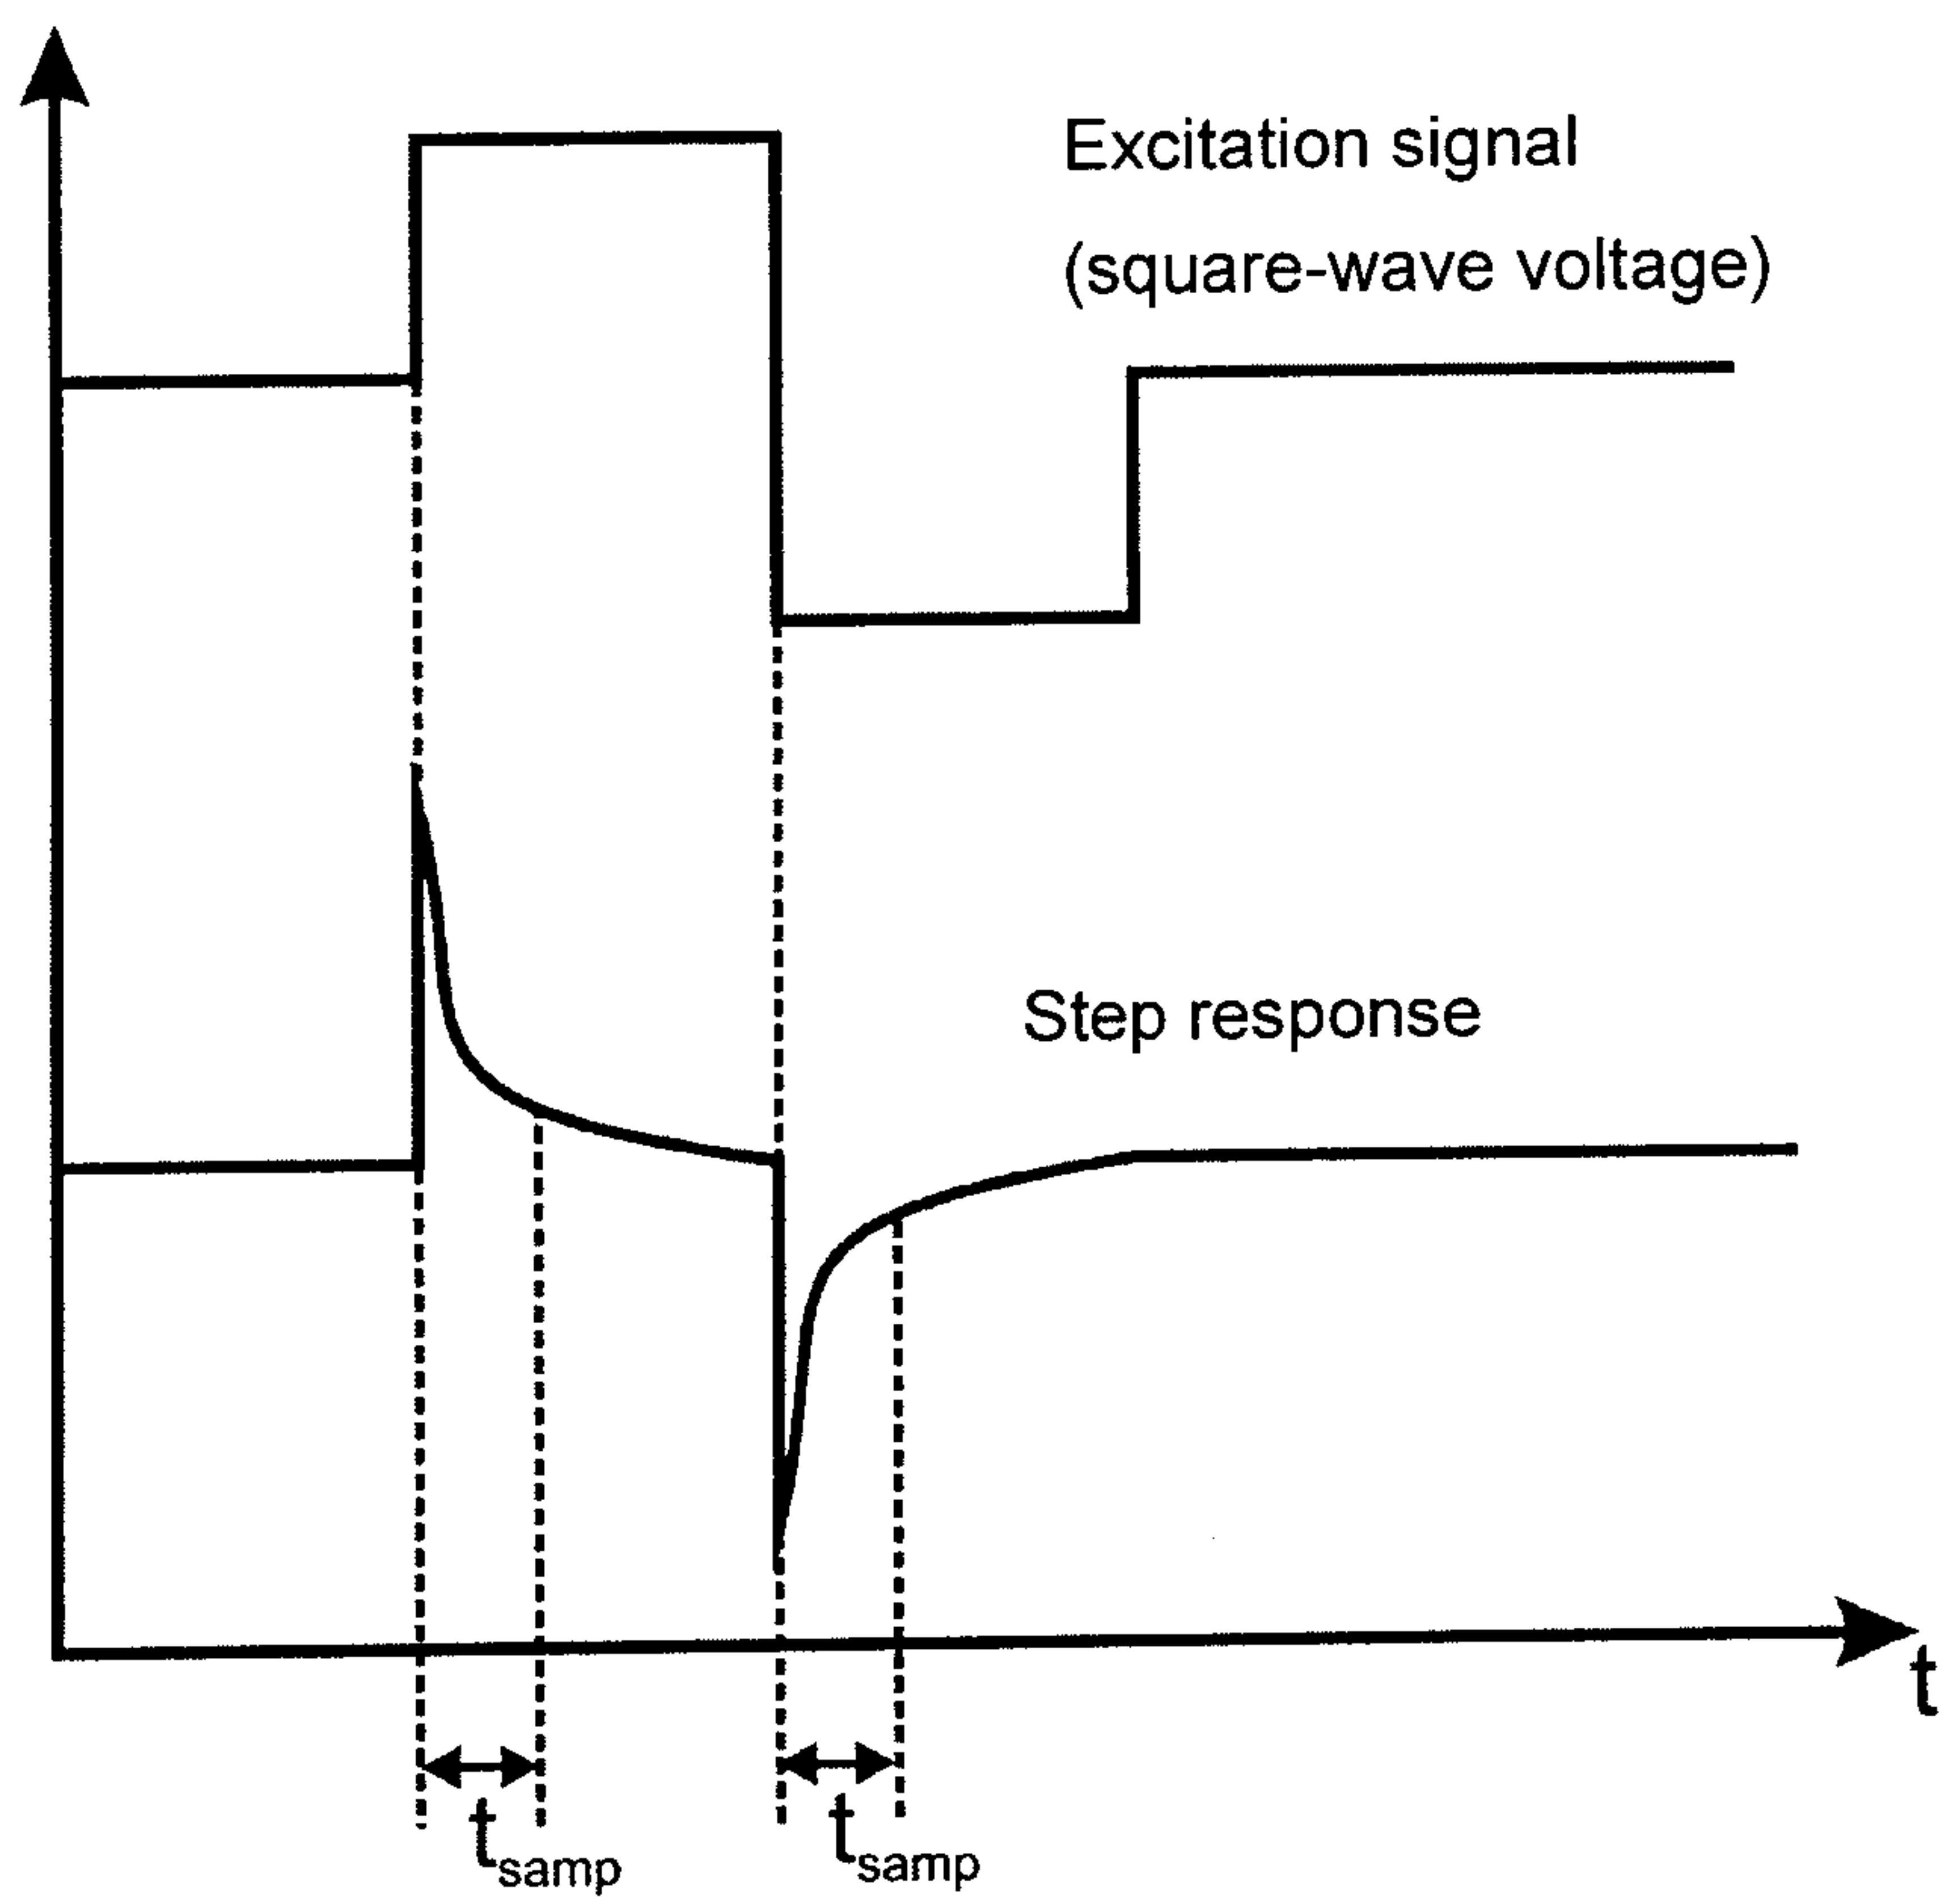 Excitation signal
(square-wave voltage)
Step response
t
t_samp
t_samp